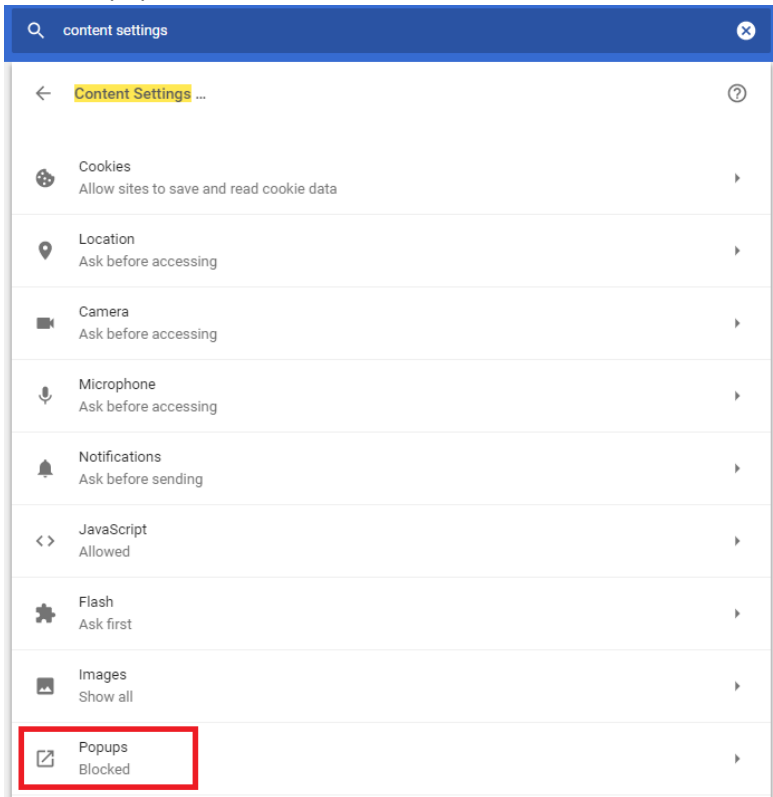 content settings
Content Settings ...
Cookies
Allow sites to save and read cookie data
Location
Ask before accessing
Camera
Ask before accessing
Microphone
Ask before accessing
Notifications
Ask before sending
JavaScript
Allowed
Flash
Ask first
Images
Show all
Popups
Blocked